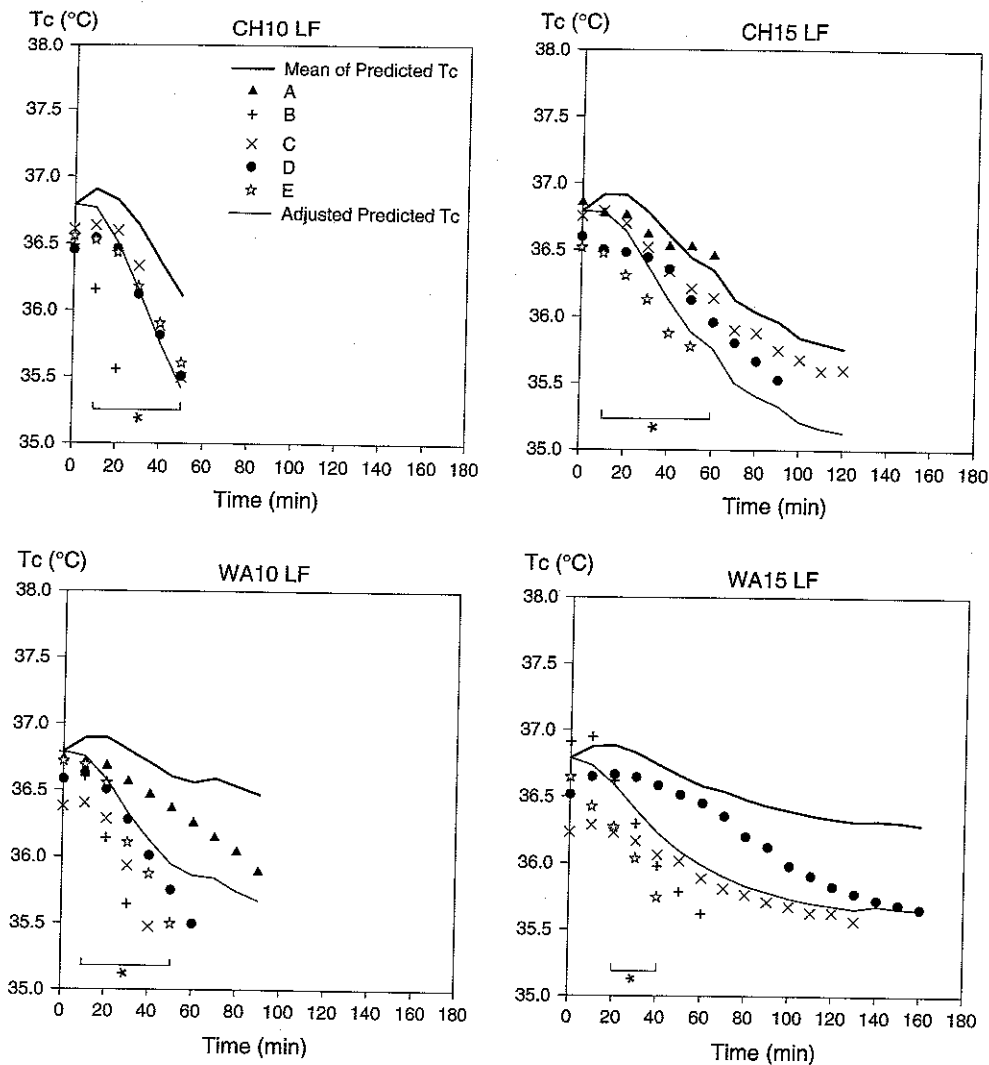 Tc (°C)
CH10 LF
38.0
37.5
37.0
36.5
36.0
35.5
35.0
Mean of Predicted Tc
A
B
C
D
E
Adjusted Predicted Tc
*
0 20 40 60 80 100 120 140 160 180
Time (min)
Tc (°C)
CH15 LF
38.0
37.5
37.0
36.5
36.0
35.5
35.0
*
0 20 40 60 80 100 120 140 160 180
Time (min)
Tc (°C)
WA10 LF
38.0
37.5
37.0
36.5
36.0
35.5
35.0
*
0 20 40 60 80 100 120 140 160 180
Time (min)
Tc (°C)
WA15 LF
38.0
37.5
37.0
36.5
36.0
35.5
35.0
*
0 20 40 60 80 100 120 140 160 180
Time (min)